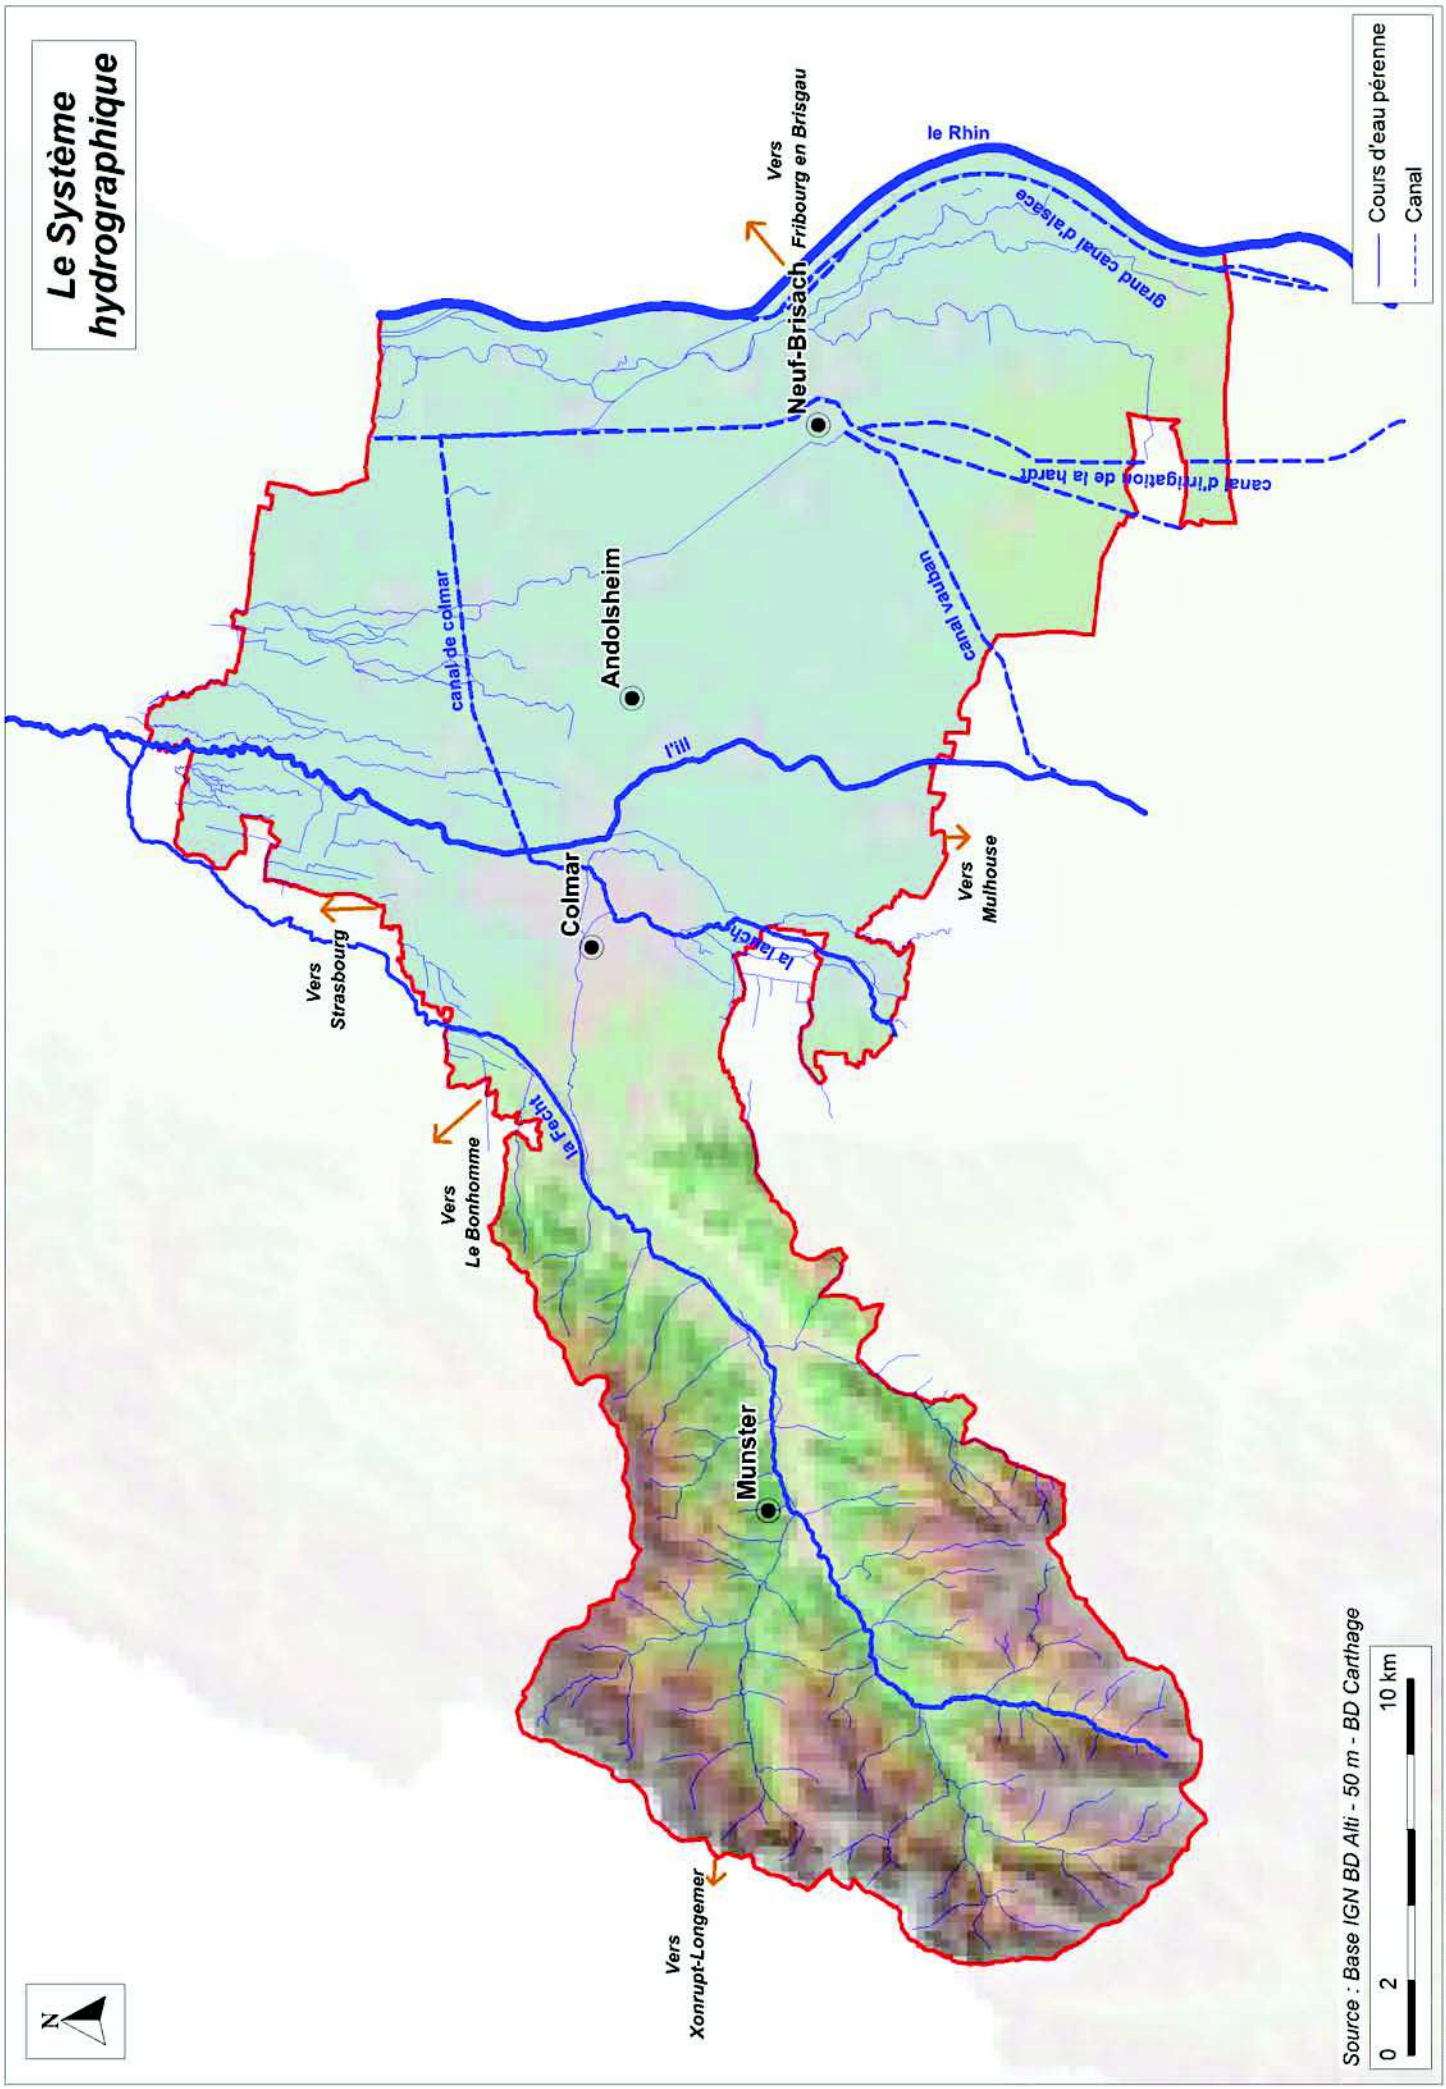 Le Système
hydrographique
N
Vers
Strasbourg
Vers
Le Bonhomme
Vers
Xonrupt-Longemer
Vers
Mulhouse
Vers
Fribourg en Brisgau
Munster
Colmar
Andolsheim
Neuf-Brisach
la Fecht
la lauch
l'ill
canal de colmar
canal vauban
canal d'irrigation de la hardt
grand canal d'alsace
le Rhin
Source : Base IGN BD Alti - 50 m - BD Carthage
0 2 10 km
Cours d'eau pérenne
Canal